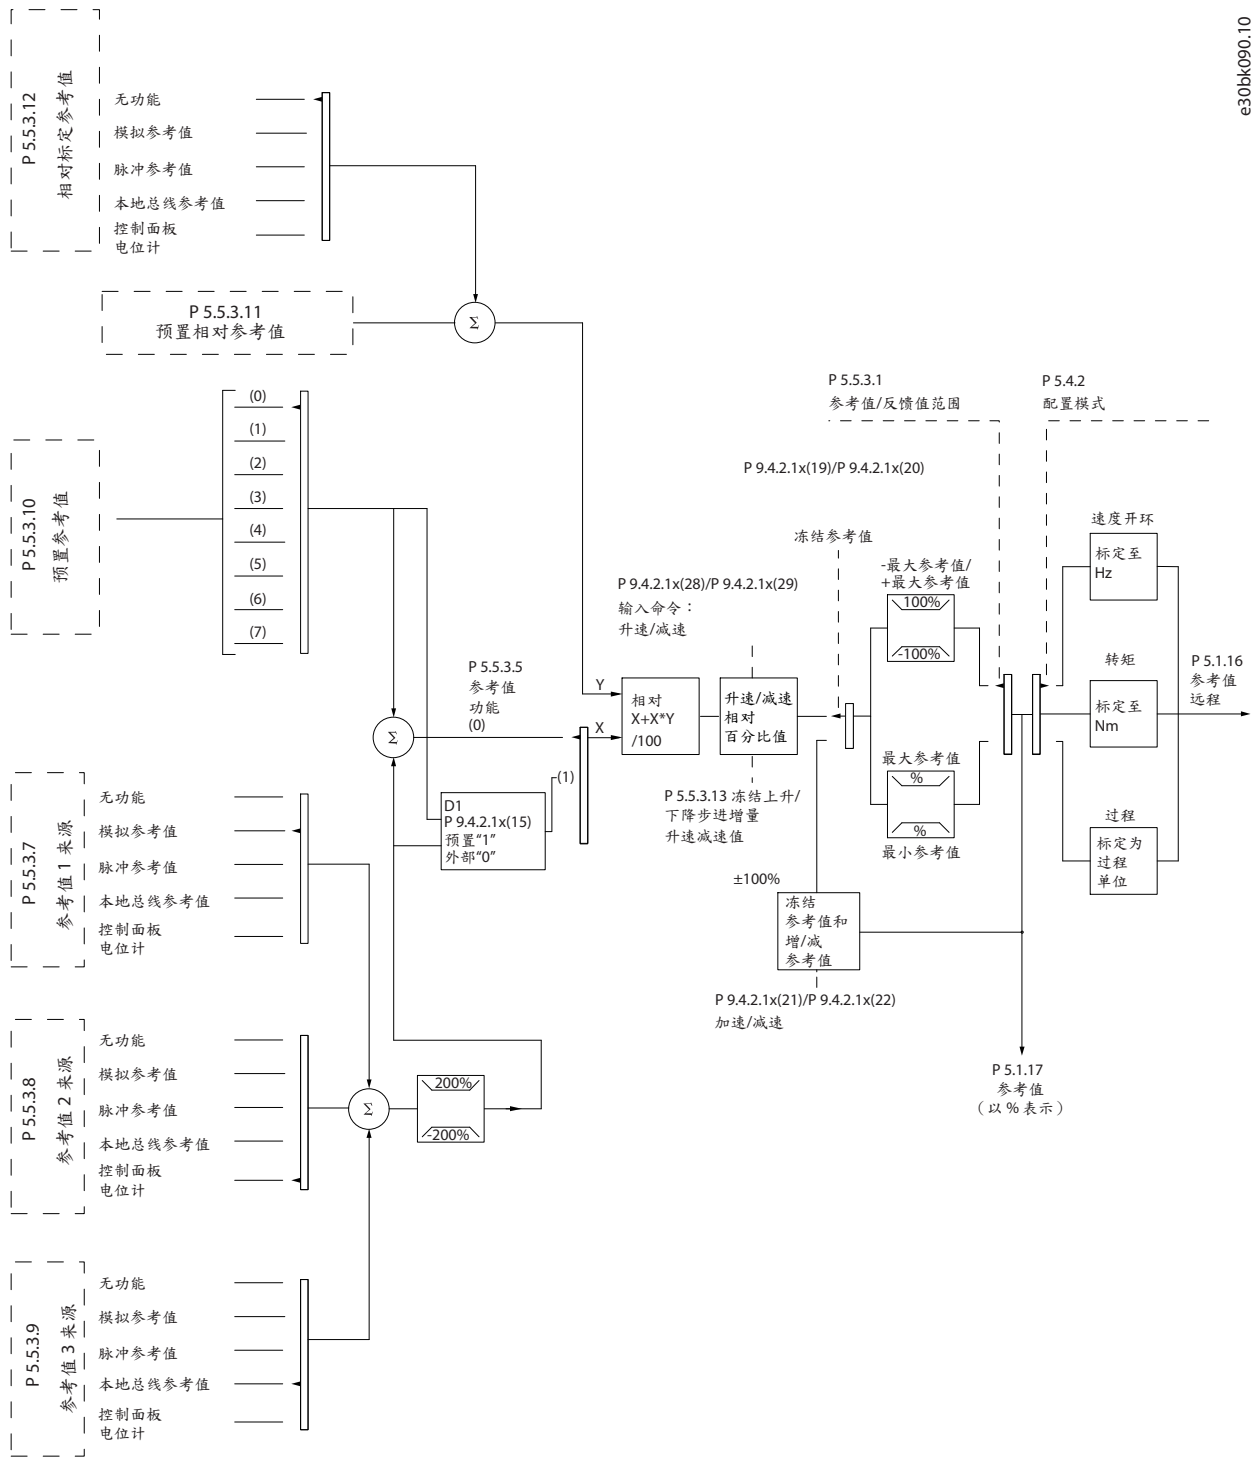 e30bk090.10
P 5.5.3.12
相对标定参考值
无功能
模拟参考值
脉冲参考值
本地总线参考值
控制面板
电位计
P 5.5.3.11
预置相对参考值
Σ
P 5.5.3.10
预置参考值
(0)
(1)
(2)
(3)
(4)
(5)
(6)
(7)
P 5.5.3.1
参考值/反馈值范围
P 5.4.2
配置模式
P 9.4.2.1x(19)/P 9.4.2.1x(20)
冻结参考值
P 9.4.2.1x(28)/P 9.4.2.1x(29)
输入命令：
升速/减速
-最大参考值/
+最大参考值
100%
-100%
速度开环
标定至
Hz
转矩
标定至
Nm
P 5.1.16
参考值
远程
P 5.5.3.5
参考值
功能
(0)
Y
X
相对
X+X*Y
/100
升速/减速
相对
百分比值
Σ
(1)
D1
P 9.4.2.1x(15)
预置“1”
外部“0”
P 5.5.3.13 冻结上升/
下降步进增量
升速减速值
最大参考值
%
%
最小参考值
过程
标定为
过程
单位
±100%
冻结
参考值和
增/减
参考值
P 9.4.2.1x(21)/P 9.4.2.1x(22)
加速/减速
P 5.1.17
参考值
（以 % 表示）
P 5.5.3.7
参考值 1 来源
无功能
模拟参考值
脉冲参考值
本地总线参考值
控制面板
电位计
P 5.5.3.8
参考值 2 来源
无功能
模拟参考值
脉冲参考值
本地总线参考值
控制面板
电位计
Σ
200%
-200%
P 5.5.3.9
参考值 3 来源
无功能
模拟参考值
脉冲参考值
本地总线参考值
控制面板
电位计